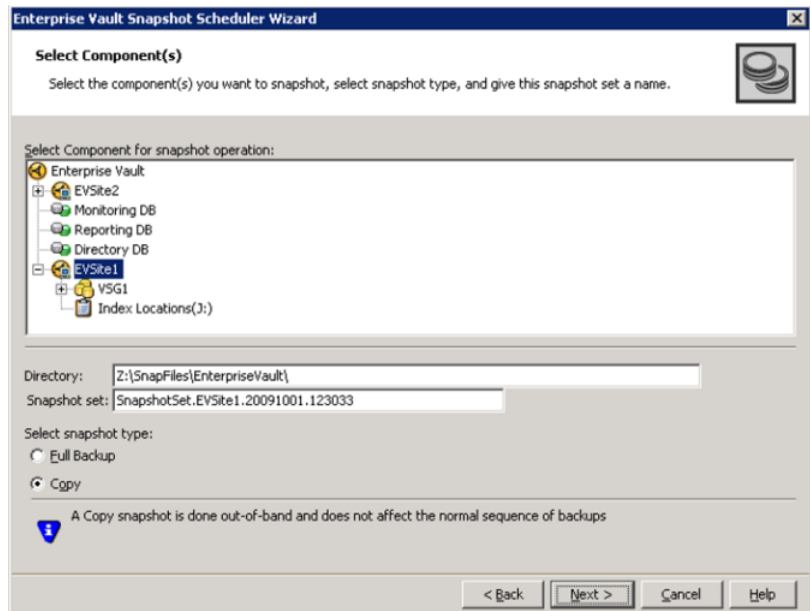 Enterprise Vault Snapshot Scheduler Wizard
Select Component(s)
Select the component(s) you want to snapshot, select snapshot type, and give this snapshot set a name.
Select Component for snapshot operation:
Enterprise Vault
EVSite2
Monitoring DB
Reporting DB
Directory DB
EVSite1
VSG1
Index Locations(J:)
Directory: Z:\SnapFiles\EnterpriseVault\
Snapshot set: SnapshotSet.EVSite1.20091001.123033
Select snapshot type:
Full Backup
Copy
A Copy snapshot is done out-of-band and does not affect the normal sequence of backups
< Back Next > Cancel Help